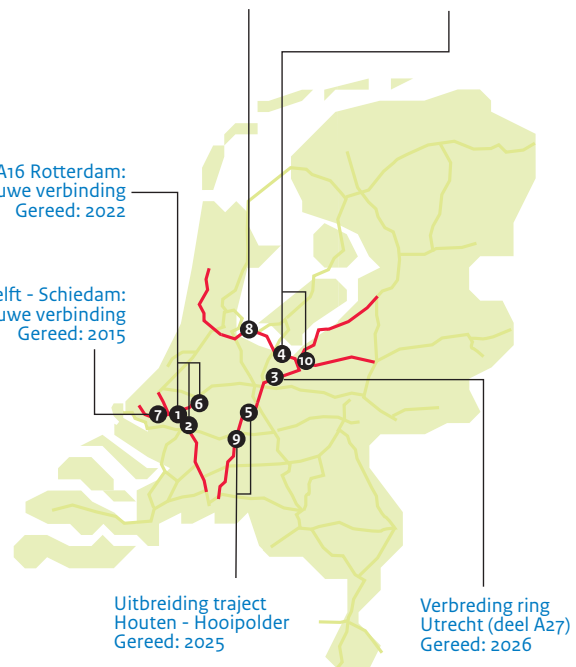 A16 Rotterdam:
uwe verbinding
Gereed: 2022
elft - Schiedam:
uwe verbinding
Gereed: 2015
8
4
10
3
6
5
7
1
2
9
Uitbreiding traject
Houten - Hooipolder
Gereed: 2025
Verbreding ring
Utrecht (deel A27)
Gereed: 2026